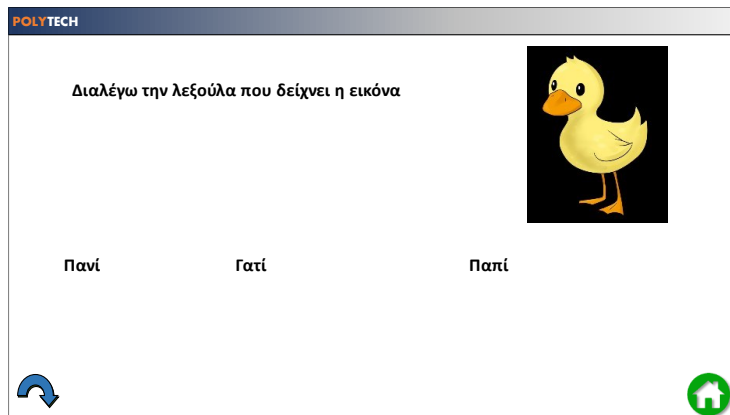 POLYTECH
Διαλέγω την λεξούλα που δείχνει η εικόνα
Πανί Γατί Παπί